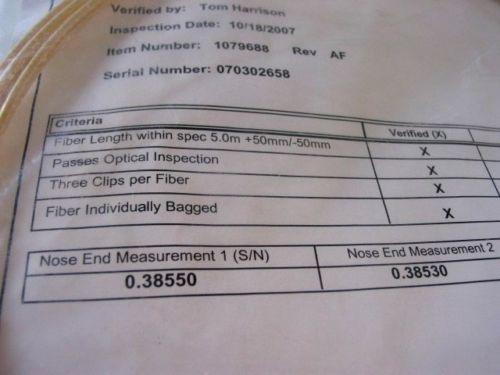 Verified by: Tom Harrison
Inspection Date: 10/18/2007
Item Number: 1079688 Rev AF
Serial Number: 070302658
Criteria Verified (X)
Fiber Length within spec 5.0m +50mm/-50mm X
Passes Optical Inspection X
Three Clips per Fiber X
Fiber Individually Bagged X
Nose End Measurement 1 (S/N) Nose End Measurement 2
0.38550 0.38530